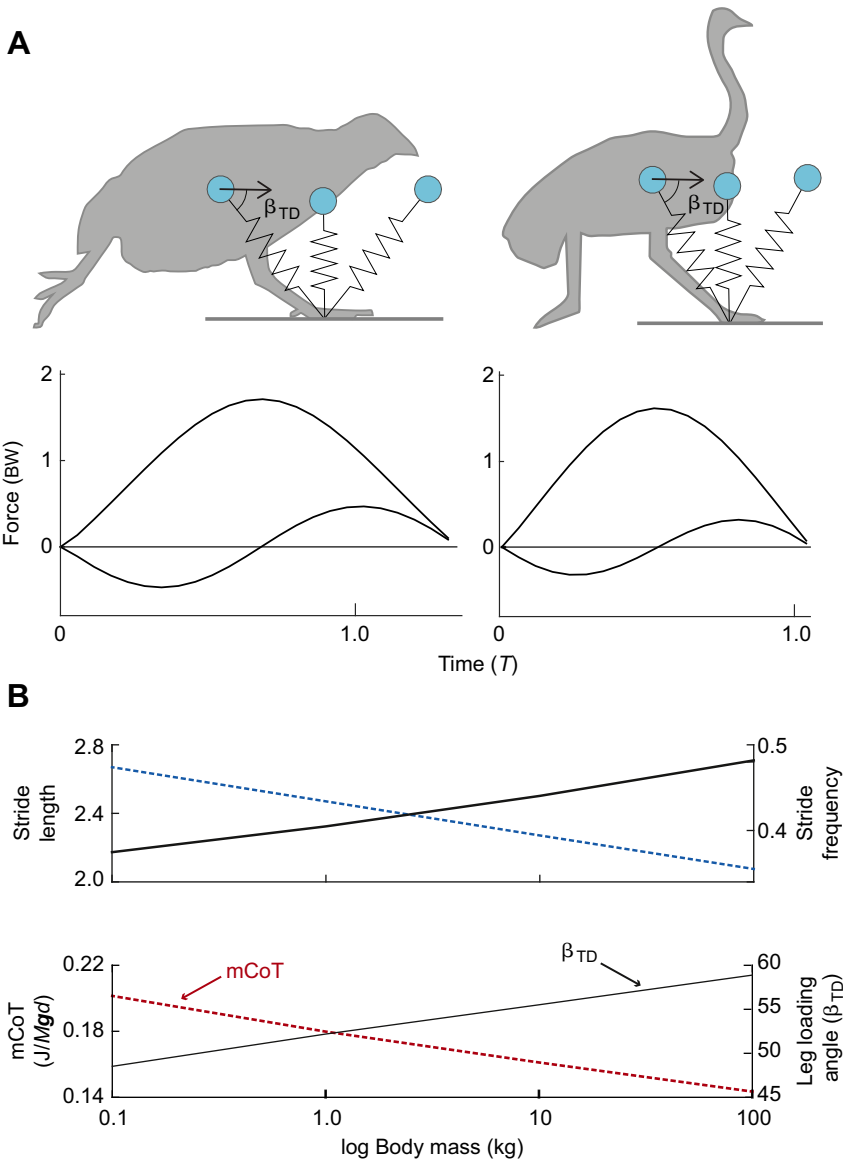 A
β TD
β TD
2
1
0
Force (BW)
0
1.0
2
1
0
0
1.0
Time (T)
B
2.8
2.4
2.0
Stride
length
0.5
0.4
Stride
frequency
0.22
0.18
0.14
mCoT
(J/Mgd)
mCoT
β TD
60
55
50
45
Leg loading
angle (β TD)
0.1
1.0
10
100
log Body mass (kg)